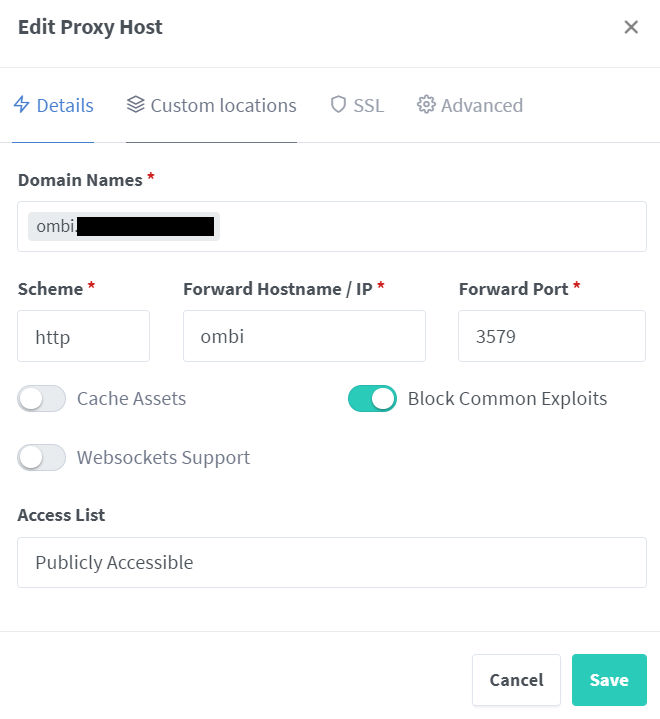 Edit Proxy Host
Details Custom locations SSL Advanced
Domain Names *
ombi.
Scheme * Forward Hostname / IP * Forward Port *
http ombi 3579
Cache Assets Block Common Exploits
Websockets Support
Access List
Publicly Accessible
Cancel Save